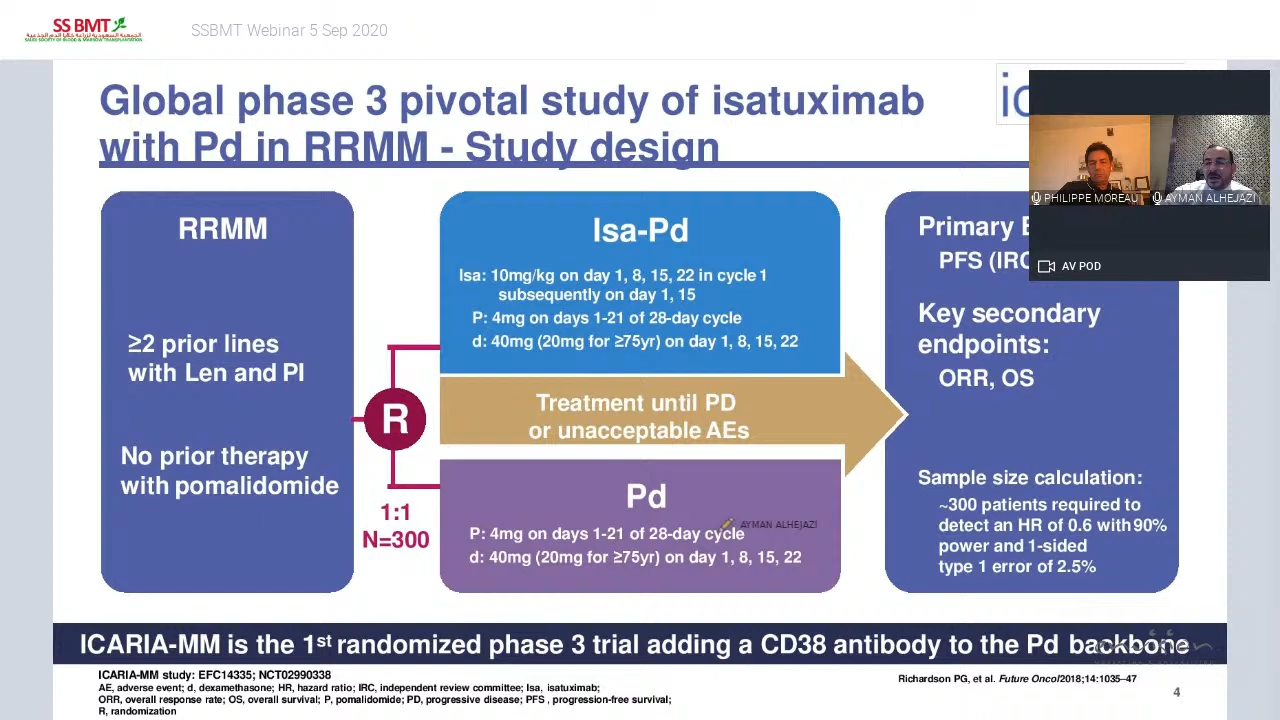 SS BMT
الجمعية السعودية لزراعة خلايا الدم الجذعية
SAUDI SOCIETY OF BLOOD & MARROW TRANSPLANTATION
SSBMT Webinar 5 Sep 2020
Global phase 3 pivotal study of isatuximab
with Pd in RRMM - Study design
PHILIPPE MOREAU
AYMAN ALHEJAZI
AV POD
RRMM
≥2 prior lines
with Len and PI
No prior therapy
with pomalidomide
R
1:1
N=300
Isa-Pd
Isa: 10mg/kg on day 1, 8, 15, 22 in cycle 1
subsequently on day 1, 15
P: 4mg on days 1-21 of 28-day cycle
d: 40mg (20mg for ≥75yr) on day 1, 8, 15, 22
Treatment until PD
or unacceptable AEs
Pd
AYMAN ALHEJAZI
P: 4mg on days 1-21 of 28-day cycle
d: 40mg (20mg for ≥75yr) on day 1, 8, 15, 22
Primary
PFS
Key secondary
endpoints:
ORR, OS
Sample size calculation:
~300 patients required to
detect an HR of 0.6 with 90%
power and 1-sided
type 1 error of 2.5%
ICARIA-MM is the 1st randomized phase 3 trial adding a CD38 antibody to the Pd backbone
ICARIA-MM study: EFC14335; NCT02990338
AE, adverse event; d, dexamethasone; HR, hazard ratio; IRC, independent review committee; Isa, isatuximab;
ORR, overall response rate; OS, overall survival; P, pomalidomide; PD, progressive disease; PFS , progression-free survival;
R, randomization
Richardson PG, et al. Future Oncol 2018;14:1035–47
4